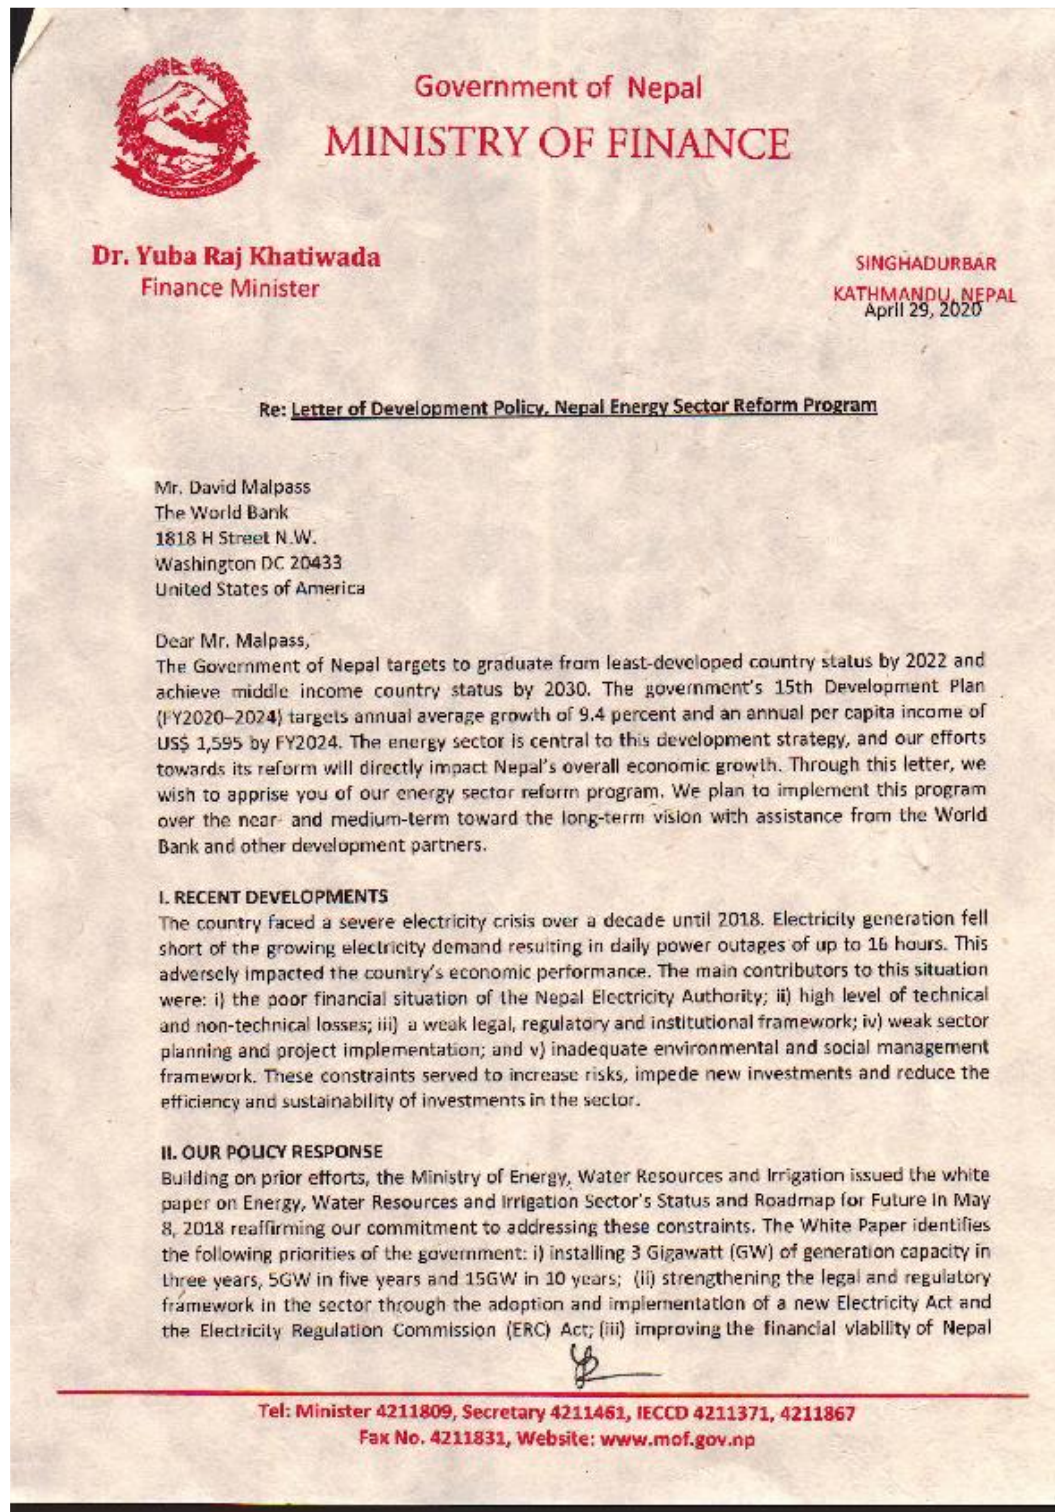 Government of Nepal
MINISTRY OF FINANCE
Dr. Yuba Raj Khatiwada
Finance Minister
SINGHADURBAR
KATHMANDU, NEPAL
April 29, 2020
Re: Letter of Development Policy, Nepal Energy Sector Reform Program
Mr. David Malpass
The World Bank
1818 H Street N.W.
Washington DC 20433
United States of America
Dear Mr. Malpass,
The Government of Nepal targets to graduate from least-developed country status by 2022 and
achieve middle income country status by 2030. The government's 15th Development Plan
(FY2020–2024) targets annual average growth of 9.4 percent and an annual per capita income of
US$ 1,595 by FY2024. The energy sector is central to this development strategy, and our efforts
towards its reform will directly impact Nepal's overall economic growth. Through this letter, we
wish to apprise you of our energy sector reform program. We plan to implement this program
over the near- and medium-term toward the long-term vision with assistance from the World
Bank and other development partners.
I. RECENT DEVELOPMENTS
The country faced a severe electricity crisis over a decade until 2018. Electricity generation fell
short of the growing electricity demand resulting in daily power outages of up to 16 hours. This
adversely impacted the country's economic performance. The main contributors to this situation
were: i) the poor financial situation of the Nepal Electricity Authority; ii) high level of technical
and non-technical losses; iii) a weak legal, regulatory and institutional framework; iv) weak sector
planning and project implementation; and v) inadequate environmental and social management
framework. These constraints served to increase risks, impede new investments and reduce the
efficiency and sustainability of investments in the sector.
II. OUR POLICY RESPONSE
Building on prior efforts, the Ministry of Energy, Water Resources and Irrigation issued the white
paper on Energy, Water Resources and Irrigation Sector's Status and Roadmap for Future in May
8, 2018 reaffirming our commitment to addressing these constraints. The White Paper identifies
the following priorities of the government: i) installing 3 Gigawatt (GW) of generation capacity in
three years, 5GW in five years and 15GW in 10 years; (ii) strengthening the legal and regulatory
framework in the sector through the adoption and implementation of a new Electricity Act and
the Electricity Regulation Commission (ERC) Act; (iii) improving the financial viability of Nepal
Tel: Minister 4211809, Secretary 4211461, IECCD 4211371, 4211867
Fax No. 4211831, Website: www.mof.gov.np